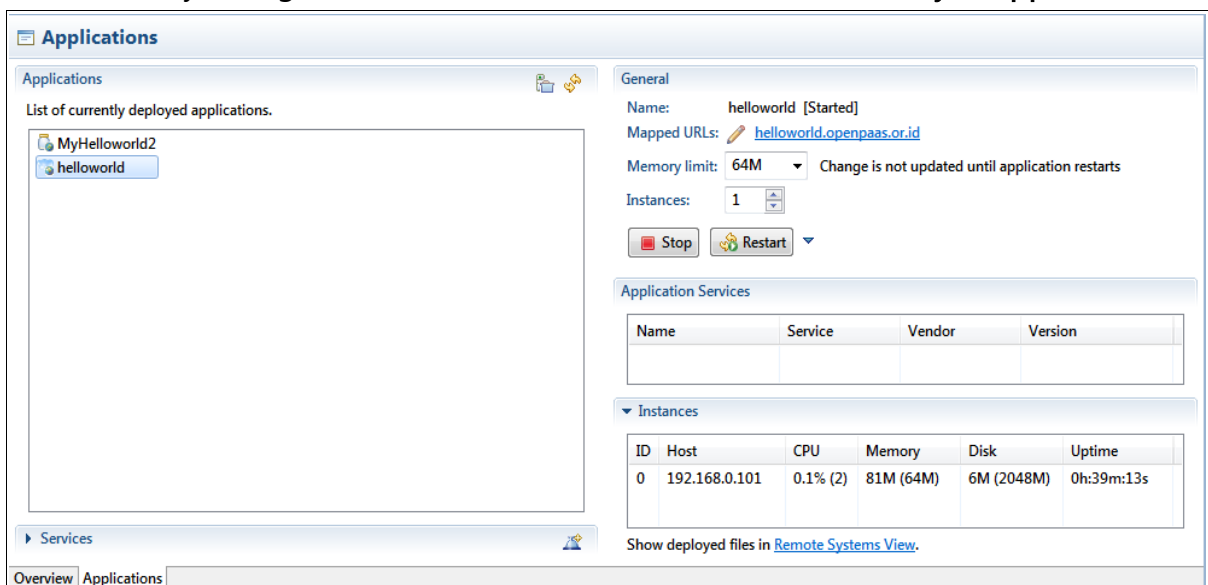 Applications
Applications
List of currently deployed applications.
MyHelloworld2
helloworld
Services
General
Name: helloworld [Started]
Mapped URLs: helloworld.openpaas.or.id
Memory limit: 64M Change is not updated until application restarts
Instances: 1
Stop Restart
Application Services
Name Service Vendor Version
Instances
ID Host CPU Memory Disk Uptime
0 192.168.0.101 0.1% (2) 81M (64M) 6M (2048M) 0h:39m:13s
Show deployed files in Remote Systems View.
Overview Applications